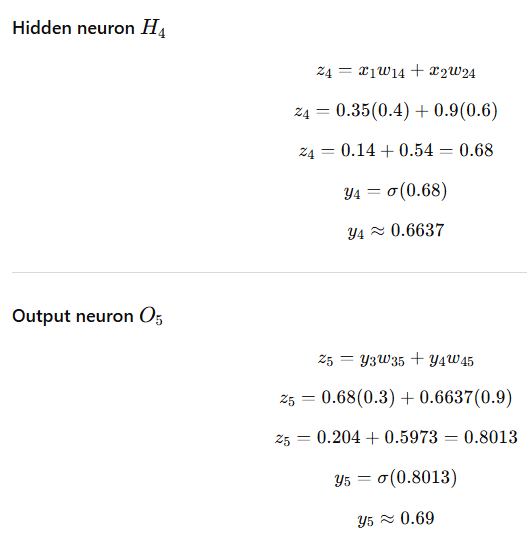 Hidden neuron H₄
z₄ = x₁w₁₄ + x₂w₂₄
z₄ = 0.35(0.4) + 0.9(0.6)
z₄ = 0.14 + 0.54 = 0.68
y₄ = σ(0.68)
y₄ ≈ 0.6637
Output neuron O₅
z₅ = y₃w₃₅ + y₄w₄₅
z₅ = 0.68(0.3) + 0.6637(0.9)
z₅ = 0.204 + 0.5973 = 0.8013
y₅ = σ(0.8013)
y₅ ≈ 0.69